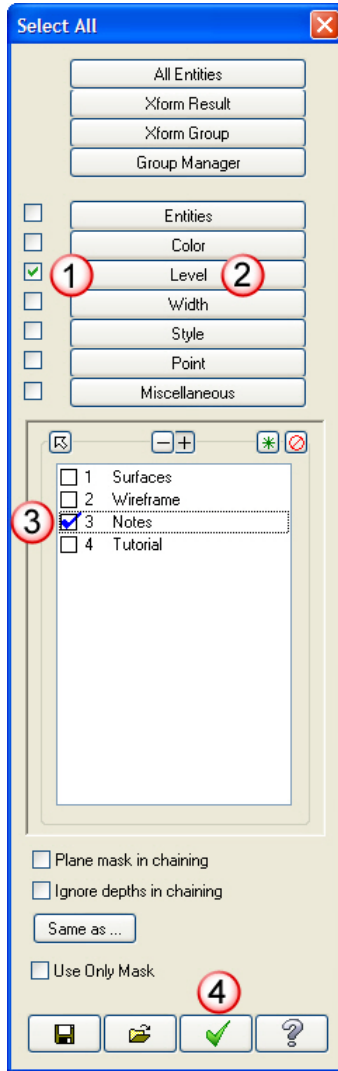 Select All
All Entities
Xform Result
Xform Group
Group Manager
Entities
Color
1 Level 2
Width
Style
Point
Miscellaneous
1 Surfaces
2 Wireframe
3 3 Notes
4 Tutorial
Plane mask in chaining
Ignore depths in chaining
Same as ...
Use Only Mask
4